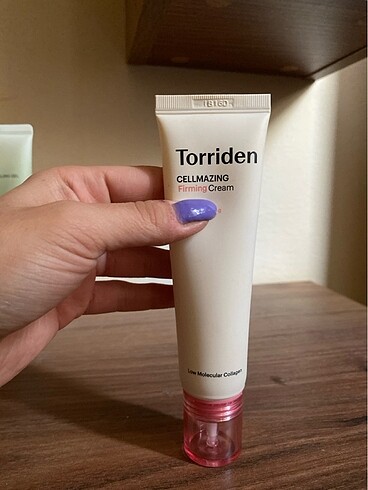 Torriden
CELLMAZING
Firming Cream
Low Molecular Collagen